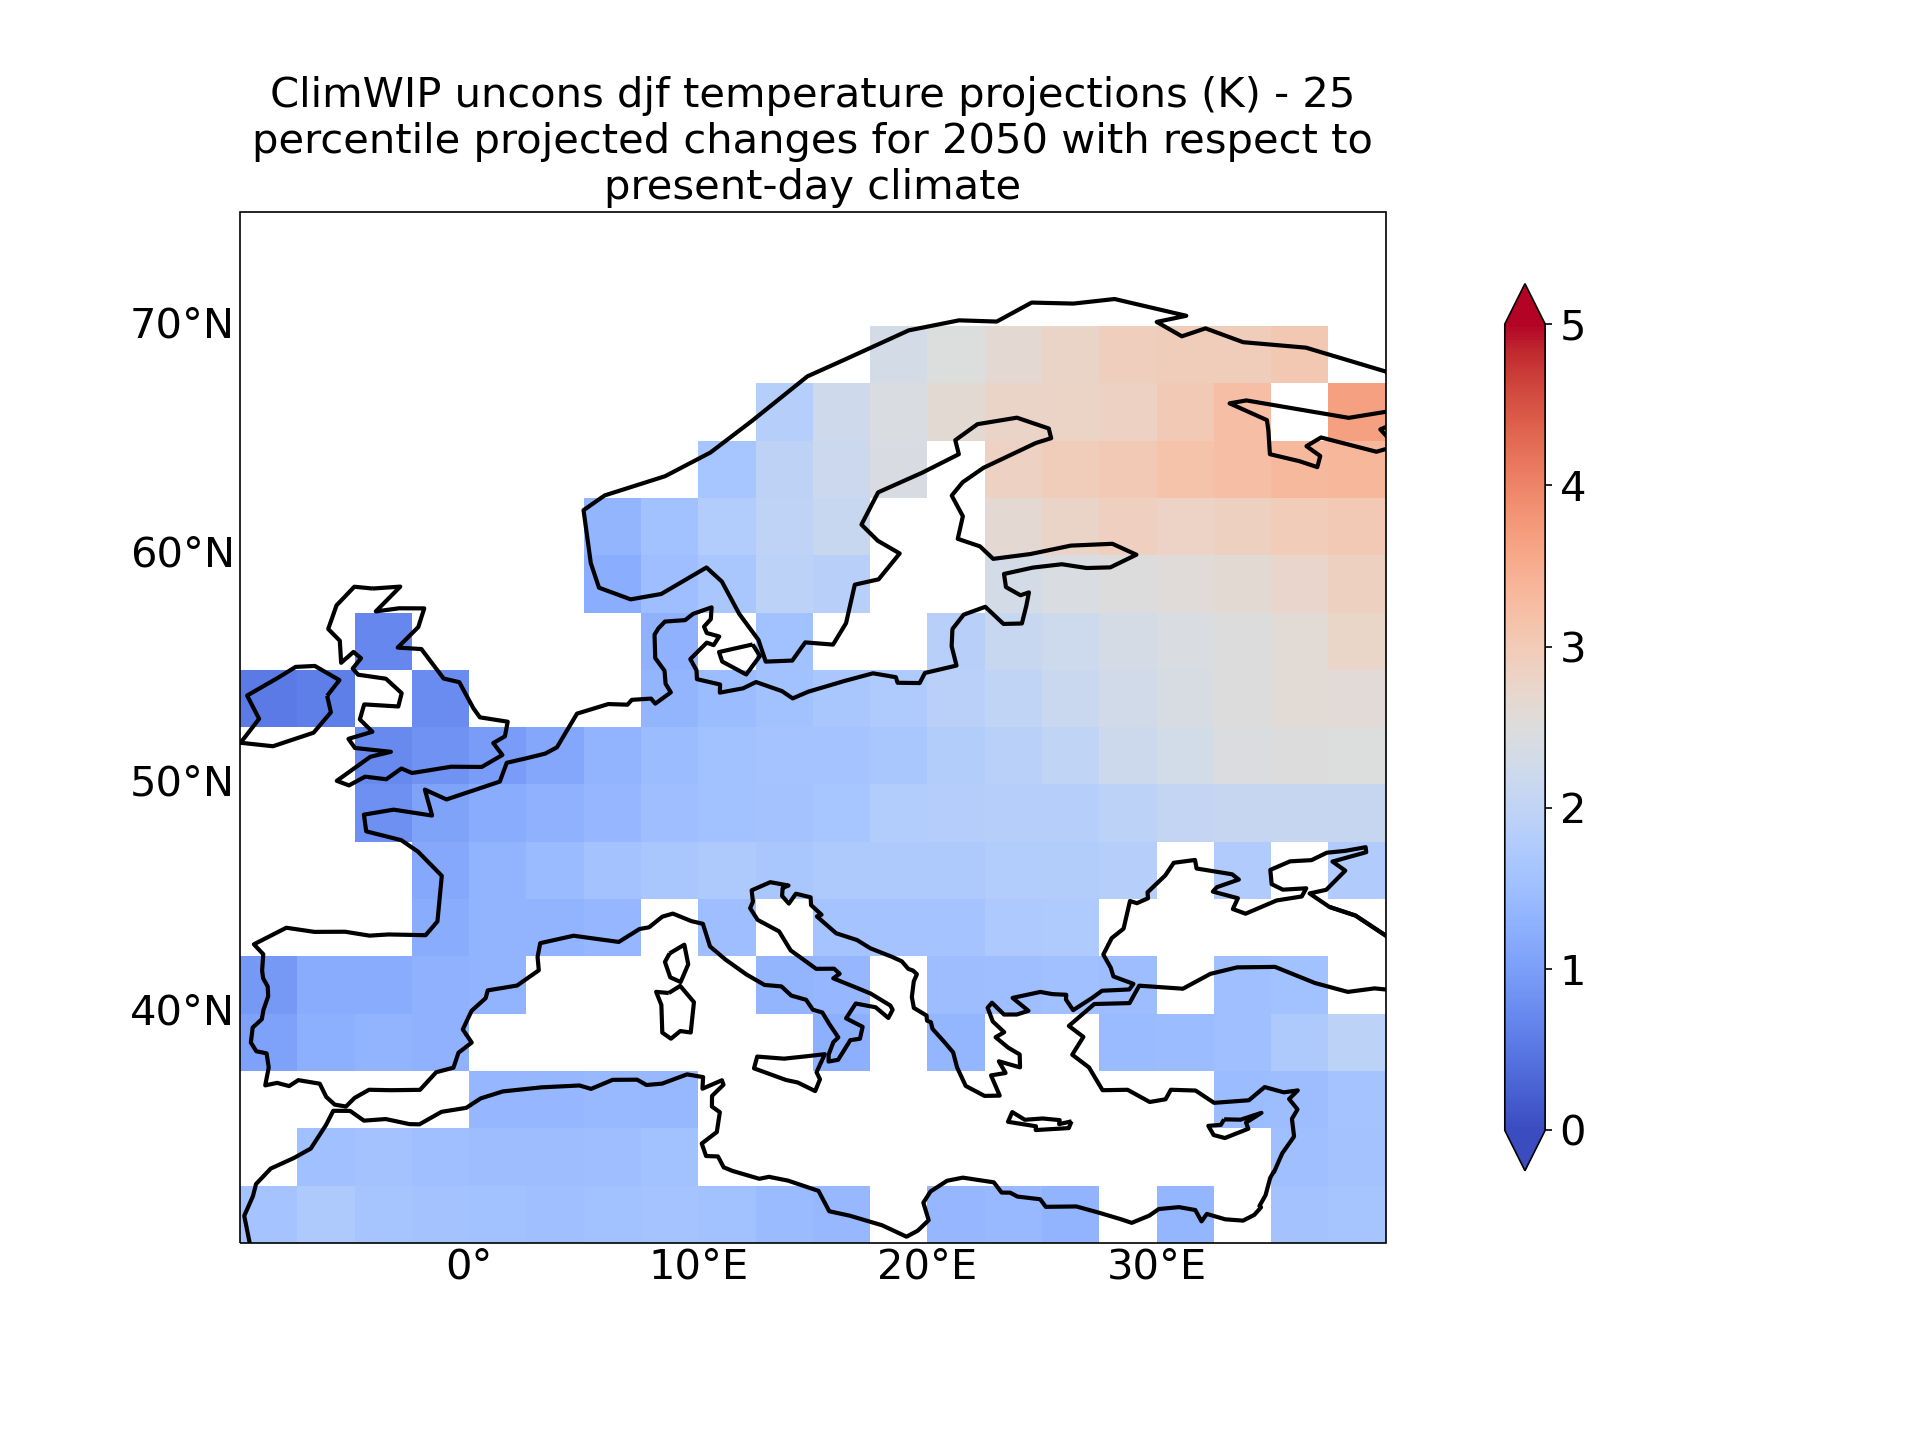 ClimWIP uncons djf temperature projections (K) - 25
percentile projected changes for 2050 with respect to
present-day climate
70°N
60°N
50°N
40°N
0°
10°E
20°E
30°E
5
4
3
2
1
0